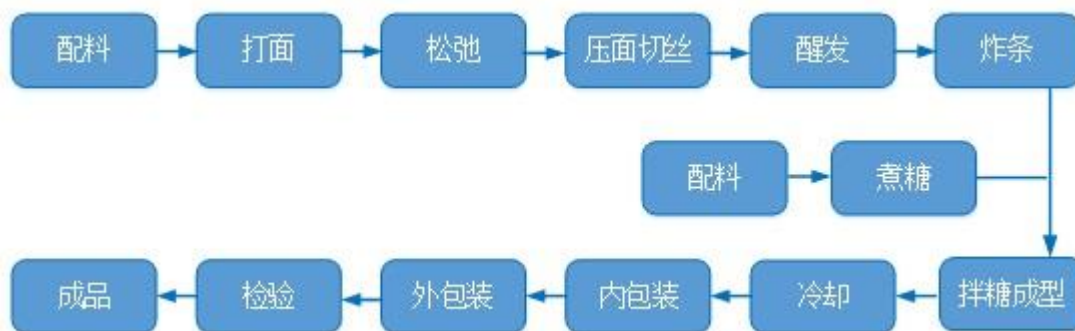 配料
打面
松弛
压面切丝
醒发
炸条
配料
煮糖
拌糖成型
冷却
内包装
外包装
检验
成品